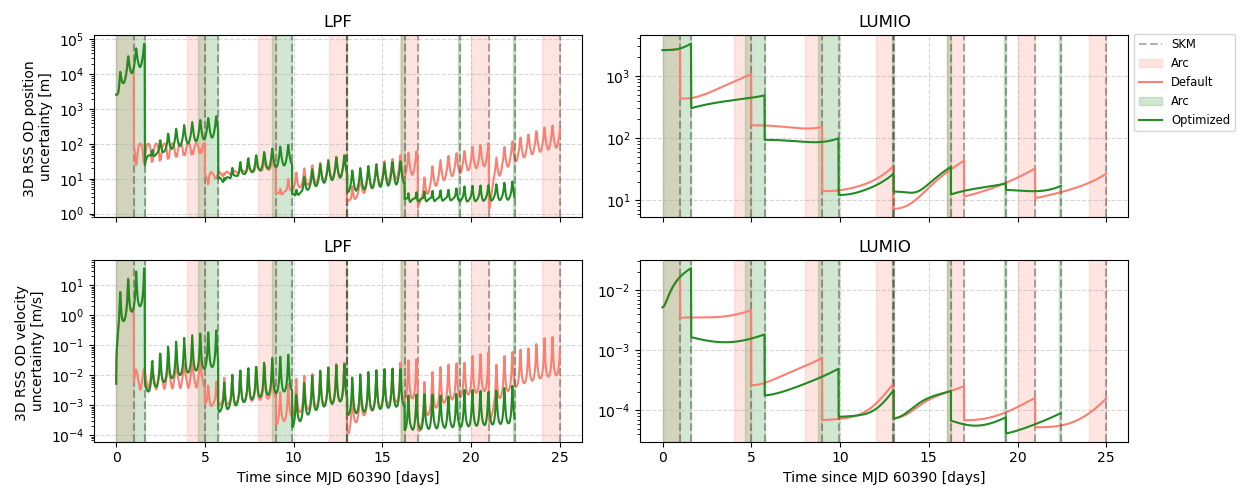 LPF
LUMIO
3D RSS OD position
uncertainty [m]
10^5
10^4
10^3
10^2
10^1
10^0
10^3
10^2
10^1
SKM
Arc
Default
Arc
Optimized
LPF
LUMIO
3D RSS OD velocity
uncertainty [m/s]
10^1
10^0
10^−1
10^−2
10^−3
10^−4
10^−2
10^−3
10^−4
0 5 10 15 20 25
0 5 10 15 20 25
Time since MJD 60390 [days]
Time since MJD 60390 [days]